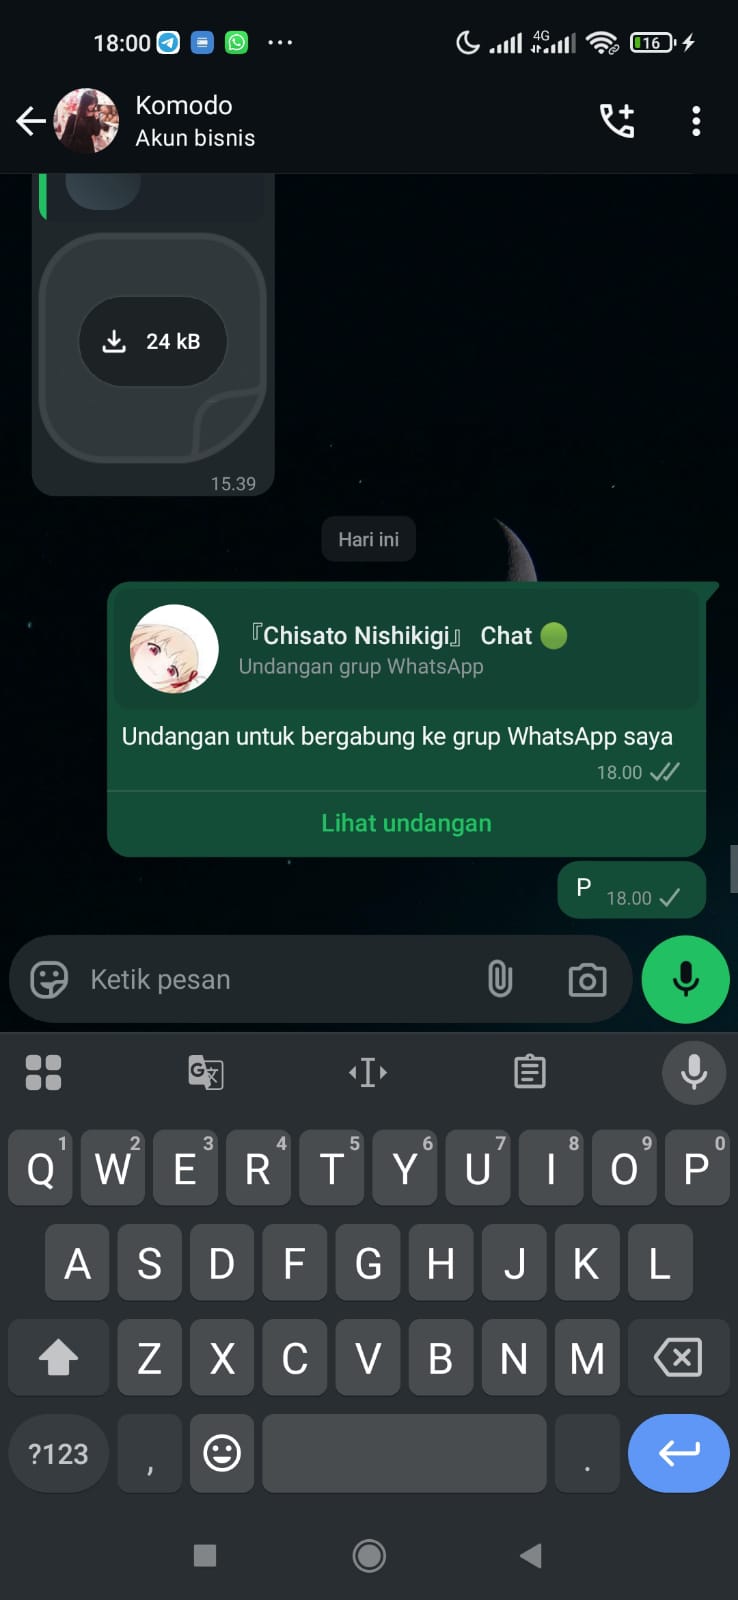 18:00 ... 4G 16
Komodo
Akun bisnis
24 kB
15.39
Hari ini
『Chisato Nishikigi』 Chat 🟢
Undangan grup WhatsApp
Undangan untuk bergabung ke grup WhatsApp saya
18.00
Lihat undangan
P 18.00
Ketik pesan
G 文
1 2 3 4 5 6 7 8 9 0
Q W E R T Y U I O P
A S D F G H J K L
Z X C V B N M
?123 , .